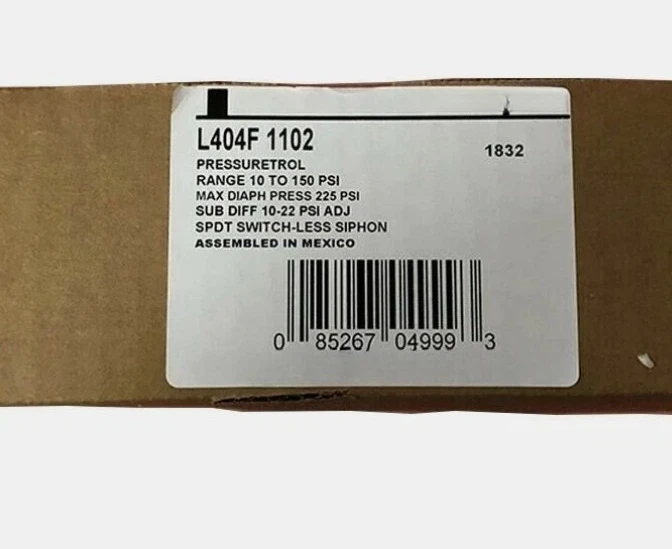 L404F 1102
1832
PRESSURETROL
RANGE 10 TO 150 PSI
MAX DIAPH PRESS 225 PSI
SUB DIFF 10-22 PSI ADJ
SPDT SWITCH-LESS SIPHON
ASSEMBLED IN MEXICO
0 85267 04999 3